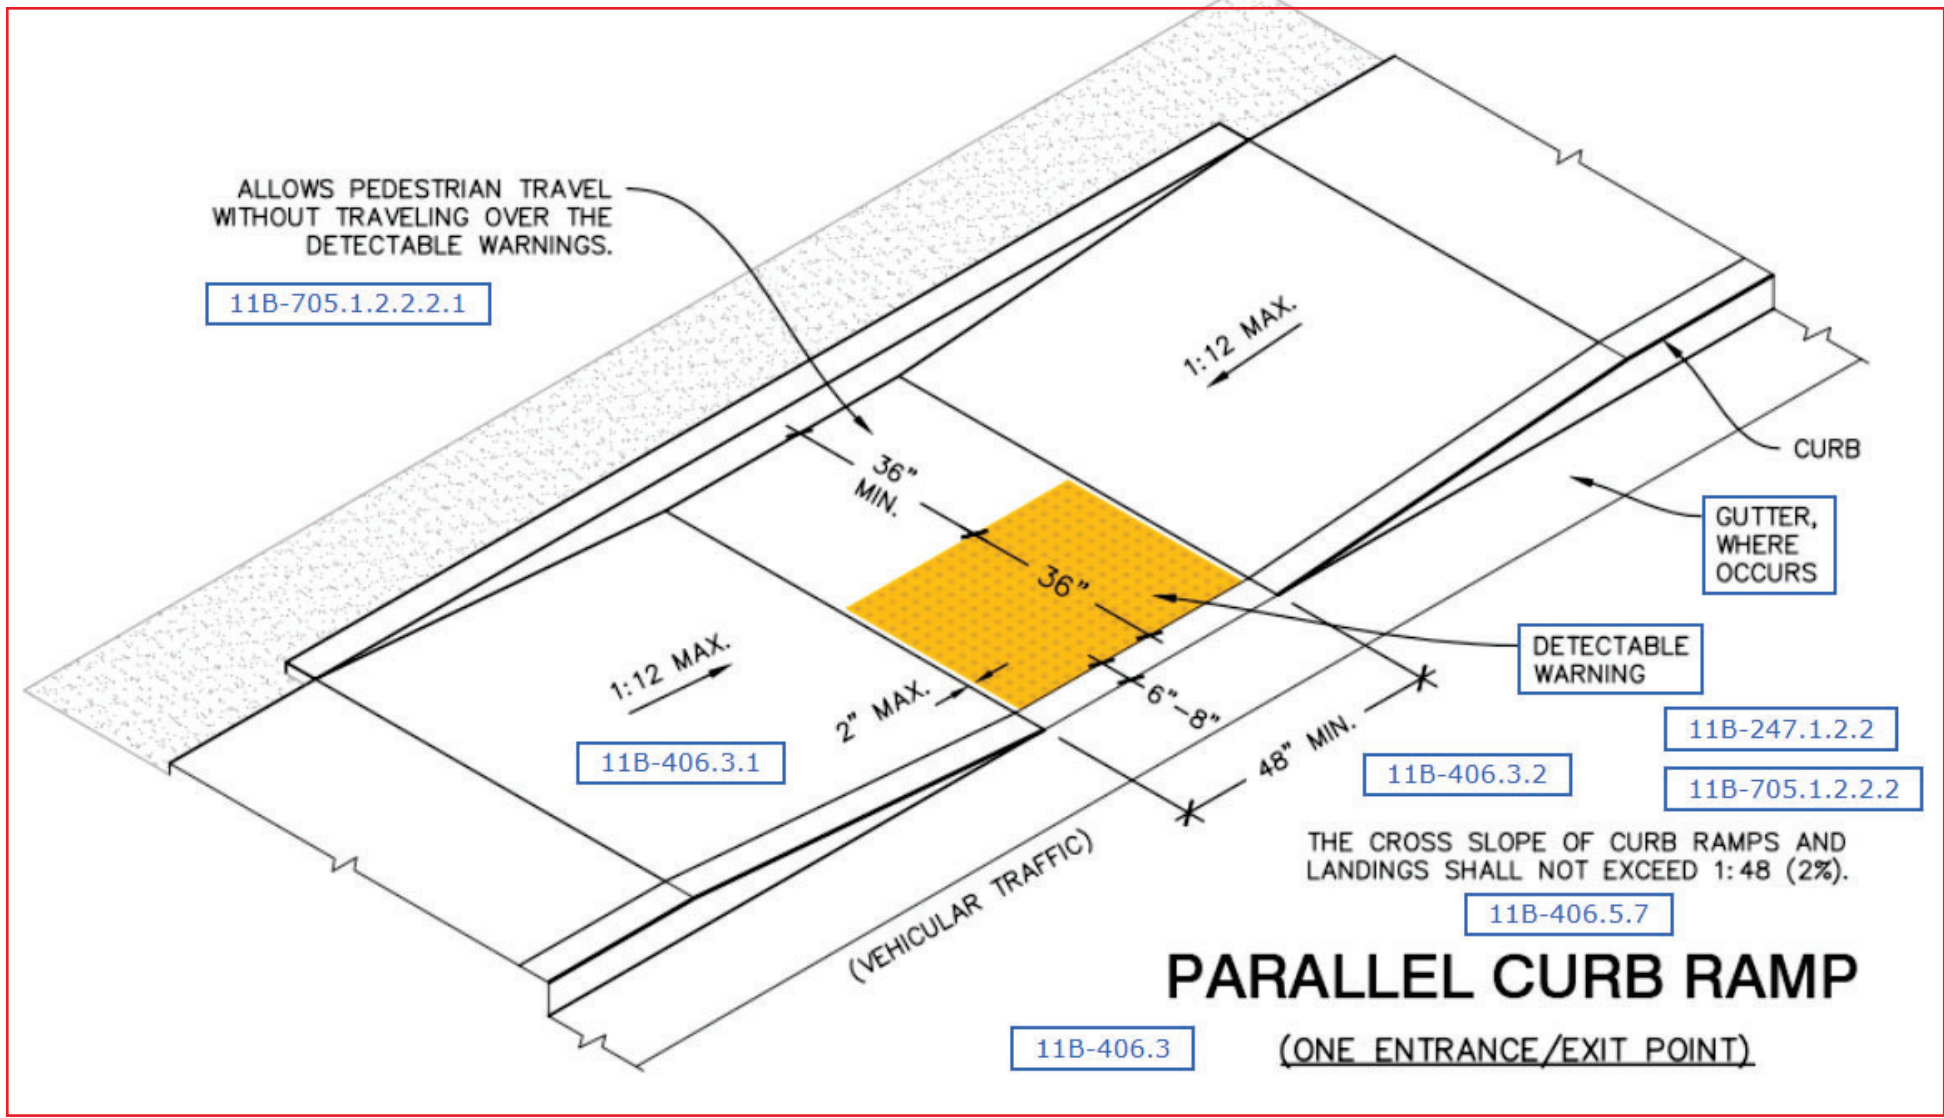 ALLOWS PEDESTRIAN TRAVEL
WITHOUT TRAVELING OVER THE
DETECTABLE WARNINGS.
11B-705.1.2.2.2.1
1:12 MAX.
CURB
36"
MIN.
GUTTER,
WHERE
OCCURS
36"
DETECTABLE
WARNING
1:12 MAX.
2" MAX.
6"-8"
48" MIN.
11B-247.1.2.2
11B-406.3.1
11B-406.3.2
11B-705.1.2.2.2
(VEHICULAR TRAFFIC)
THE CROSS SLOPE OF CURB RAMPS AND
LANDINGS SHALL NOT EXCEED 1:48 (2%).
11B-406.5.7
PARALLEL CURB RAMP
11B-406.3
(ONE ENTRANCE/EXIT POINT)